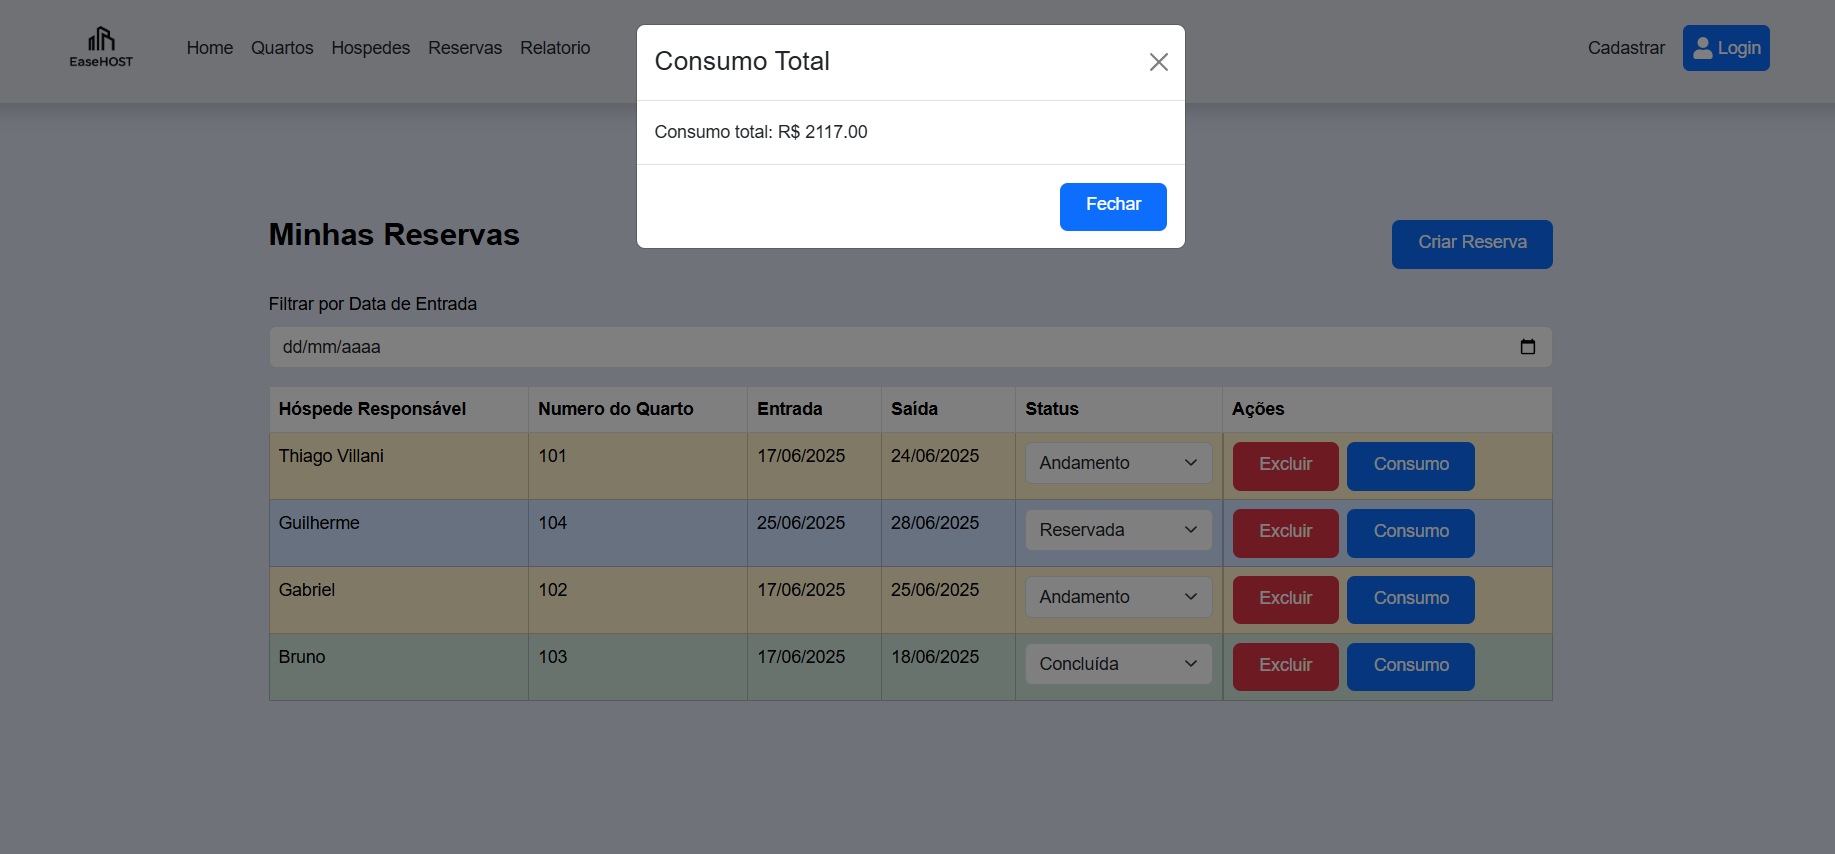 EaseHOST
Home Quartos Hospedes Reservas Relatorio
Cadastrar Login
Consumo Total
Consumo total: R$ 2117.00
Fechar
Minhas Reservas
Criar Reserva
Filtrar por Data de Entrada
dd/mm/aaaa
Hóspede Responsável Numero do Quarto Entrada Saída Status Ações
Thiago Villani 101 17/06/2025 24/06/2025 Andamento Excluir Consumo
Guilherme 104 25/06/2025 28/06/2025 Reservada Excluir Consumo
Gabriel 102 17/06/2025 25/06/2025 Andamento Excluir Consumo
Bruno 103 17/06/2025 18/06/2025 Concluída Excluir Consumo